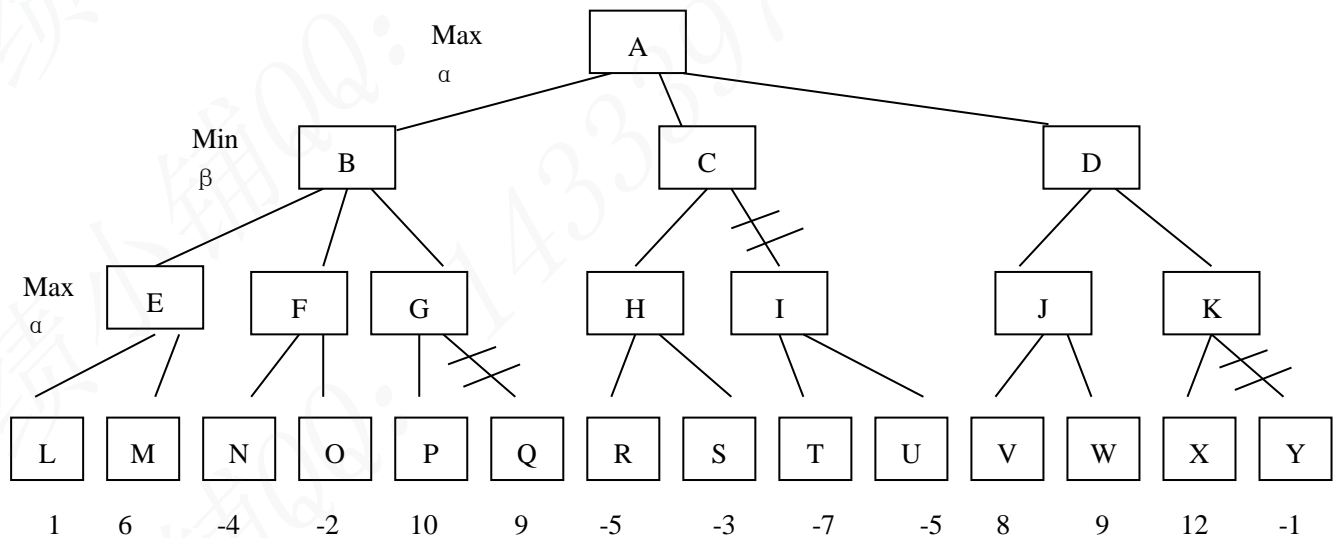 Max
α
A
Min
β
B C D
Max
α
E F G H I J K
L M N O P Q R S T U V W X Y
1 6 -4 -2 10 9 -5 -3 -7 -5 8 9 12 -1